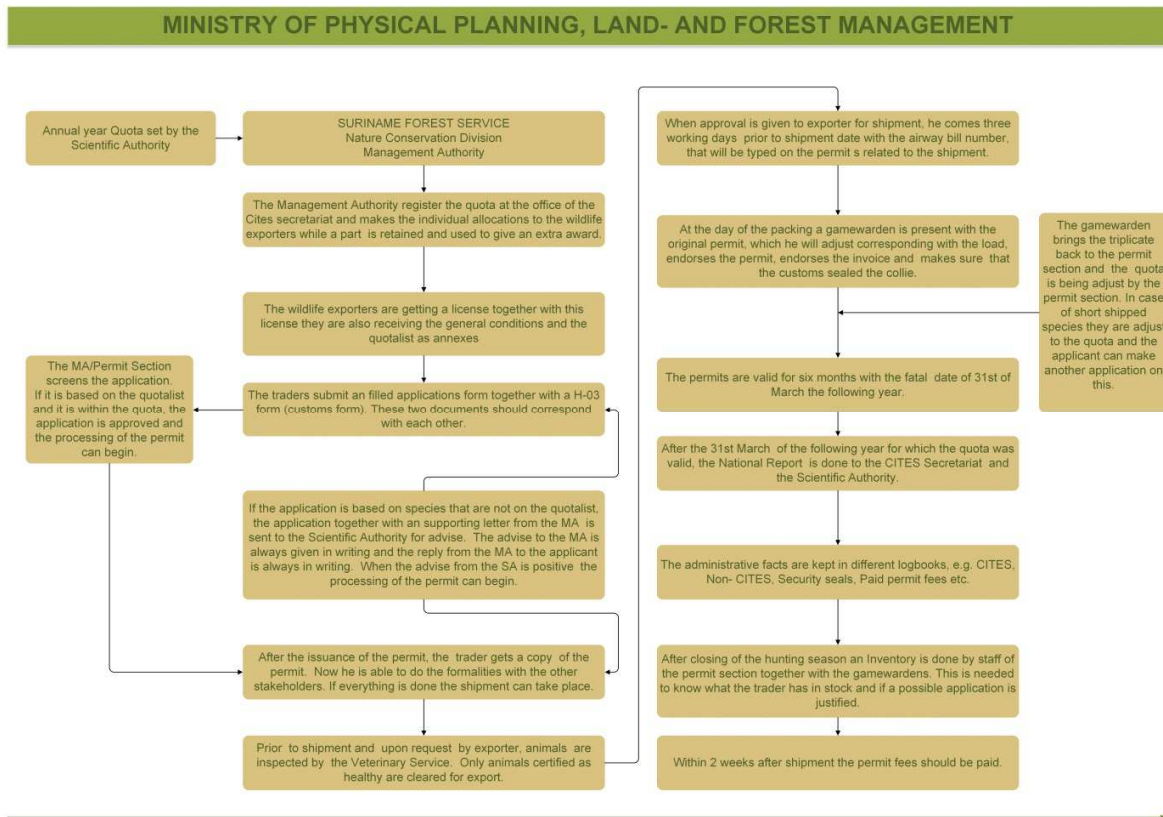 MINISTRY OF PHYSICAL PLANNING, LAND- AND FOREST MANAGEMENT
Annual year Quota set by the
Scientific Authority
SURINAME FOREST SERVICE
Nature Conservation Division
Management Authority
The Management Authority register the quota at the office of the
Cites secretariat and makes the individual allocations to the wildlife
exporters while a part is retained and used to give an extra award.
The wildlife exporters are getting a license together with this
license they are also receiving the general conditions and the
quotalist as annexes
The MA/Permit Section
screens the application.
If it is based on the quotalist
and it is within the quota, the
application is approved and
the processing of the permit
can begin.
The traders submit an filled applications form together with a H-03
form (customs form). These two documents should correspond
with each other.
If the application is based on species that are not on the quotalist,
the application together with an supporting letter from the MA is
sent to the Scientific Authority for advise. The advise to the MA is
always given in writing and the reply from the MA to the applicant
is always in writing. When the advise from the SA is positive the
processing of the permit can begin.
After the issuance of the permit, the trader gets a copy of the
permit. Now he is able to do the formalities with the other
stakeholders. If everything is done the shipment can take place.
Prior to shipment and upon request by exporter, animals are
inspected by the Veterinary Service. Only animals certified as
healthy are cleared for export.
When approval is given to exporter for shipment, he comes three
working days prior to shipment date with the airway bill number,
that will be typed on the permit s related to the shipment.
At the day of the packing a gamewarden is present with the
original permit, which he will adjust corresponding with the load,
endorses the permit, endorses the invoice and makes sure that
the customs sealed the collie.
The gamewarden
brings the triplicate
back to the permit
section and the quota
is being adjust by the
permit section. In case
of short shipped
species they are adjust
to the quota and the
applicant can make
another application on
this.
The permits are valid for six months with the fatal date of 31st of
March the following year.
After the 31st March of the following year for which the quota was
valid, the National Report is done to the CITES Secretariat and
the Scientific Authority.
The administrative facts are kept in different logbooks, e.g. CITES,
Non- CITES, Security seals, Paid permit fees etc.
After closing of the hunting season an Inventory is done by staff of
the permit section together with the gamewardens. This is needed
to know what the trader has in stock and if a possible application is
justified.
Within 2 weeks after shipment the permit fees should be paid.